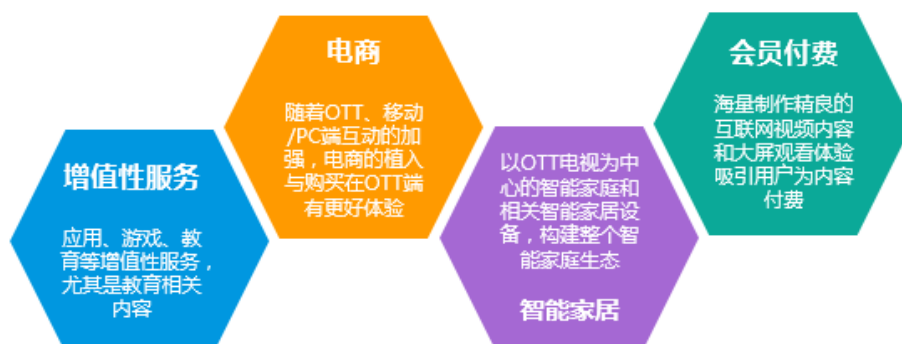 增值性服务
应用、游戏、教
育等增值性服务，
尤其是教育相关
内容
电商
随着OTT、移动
/PC端互动的加
强，电商的植入
与购买在OTT端
有更好体验
以OTT电视为中
心的智能家庭和
相关智能家居设
备，构建整个智
能家庭生态
智能家居
会员付费
海量制作精良的
互联网视频内容
和大屏观看体验
吸引用户为内容
付费